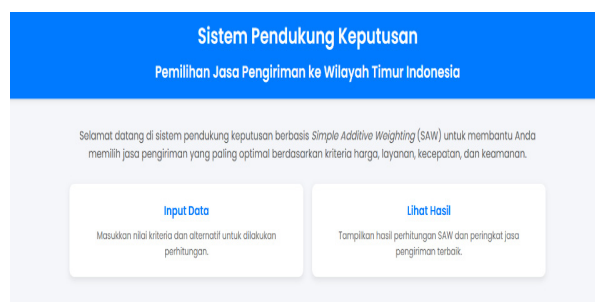 Sistem Pendukung Keputusan
Pemilihan Jasa Pengiriman ke Wilayah Timur Indonesia
Selamat datang di sistem pendukung keputusan berbasis Simple Additive Weighting (SAW) untuk membantu Anda
memilih jasa pengiriman yang paling optimal berdasarkan kriteria harga, layanan, kecepatan, dan keamanan.
Input Data
Masukkan nilai kriteria dan alternatif untuk dilakukan
perhitungan.
Lihat Hasil
Tampilkan hasil perhitungan SAW dan peringkat jasa
pengiriman terbaik.